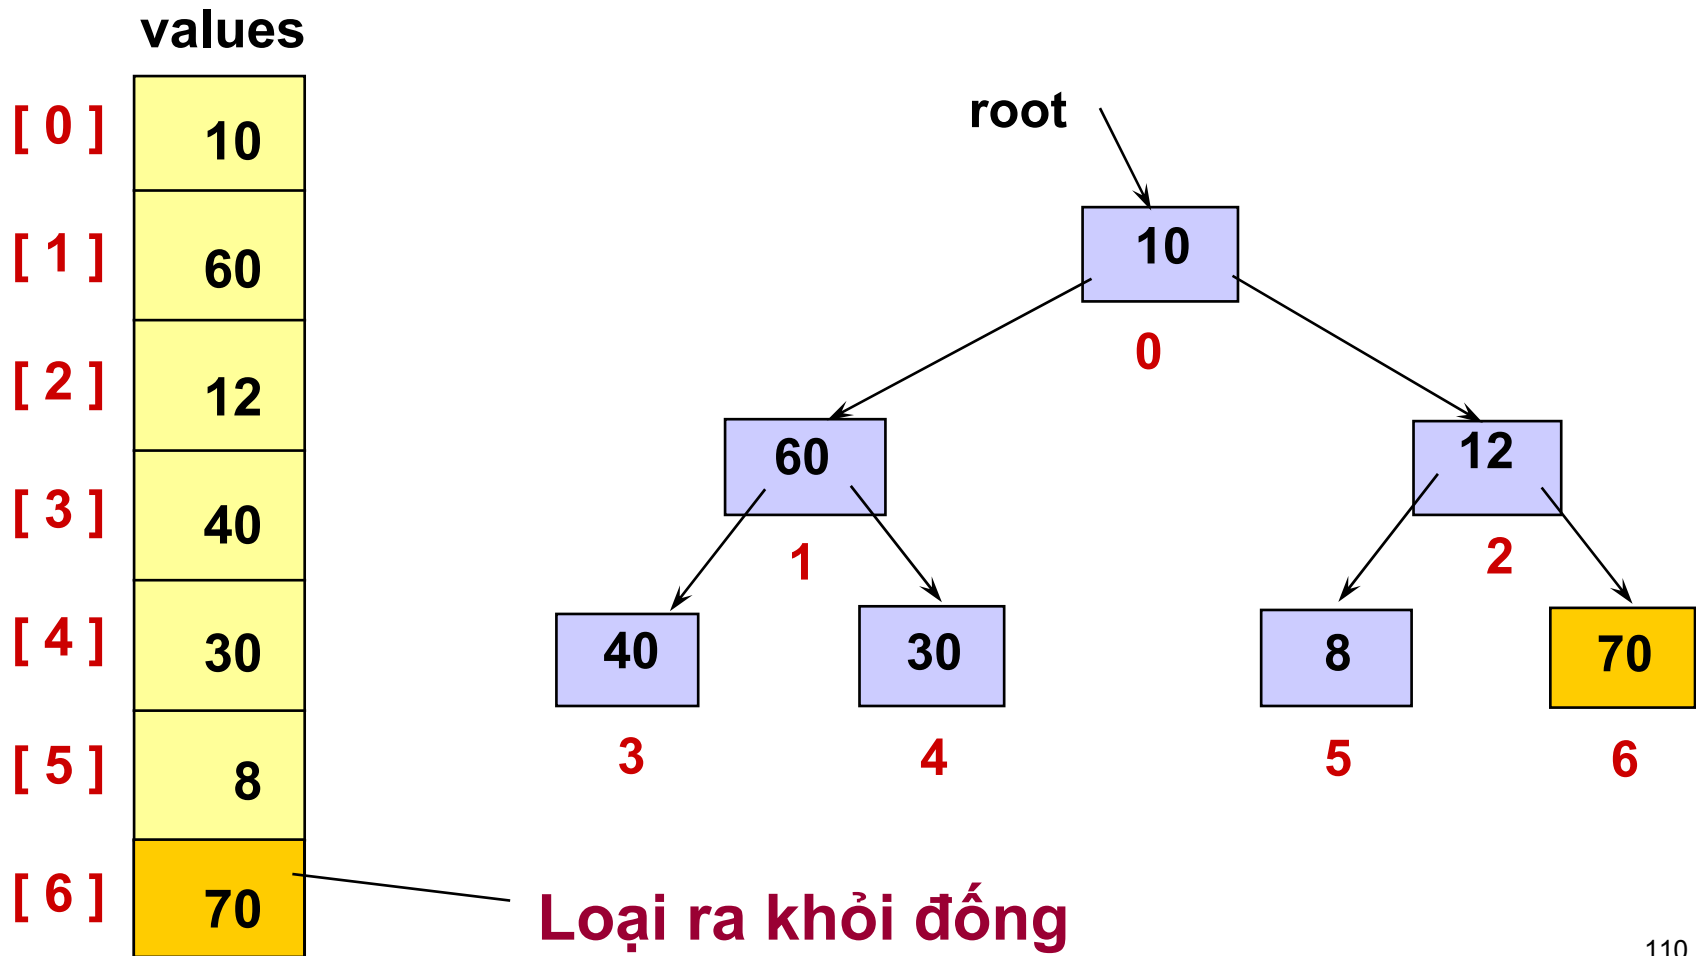 values
[ 0 ] 10
[ 1 ] 60
[ 2 ] 12
[ 3 ] 40
[ 4 ] 30
[ 5 ] 8
[ 6 ] 70
root
10
0
60 12
1 2
40 30 8 70
3 4 5 6
Loại ra khỏi đống
110